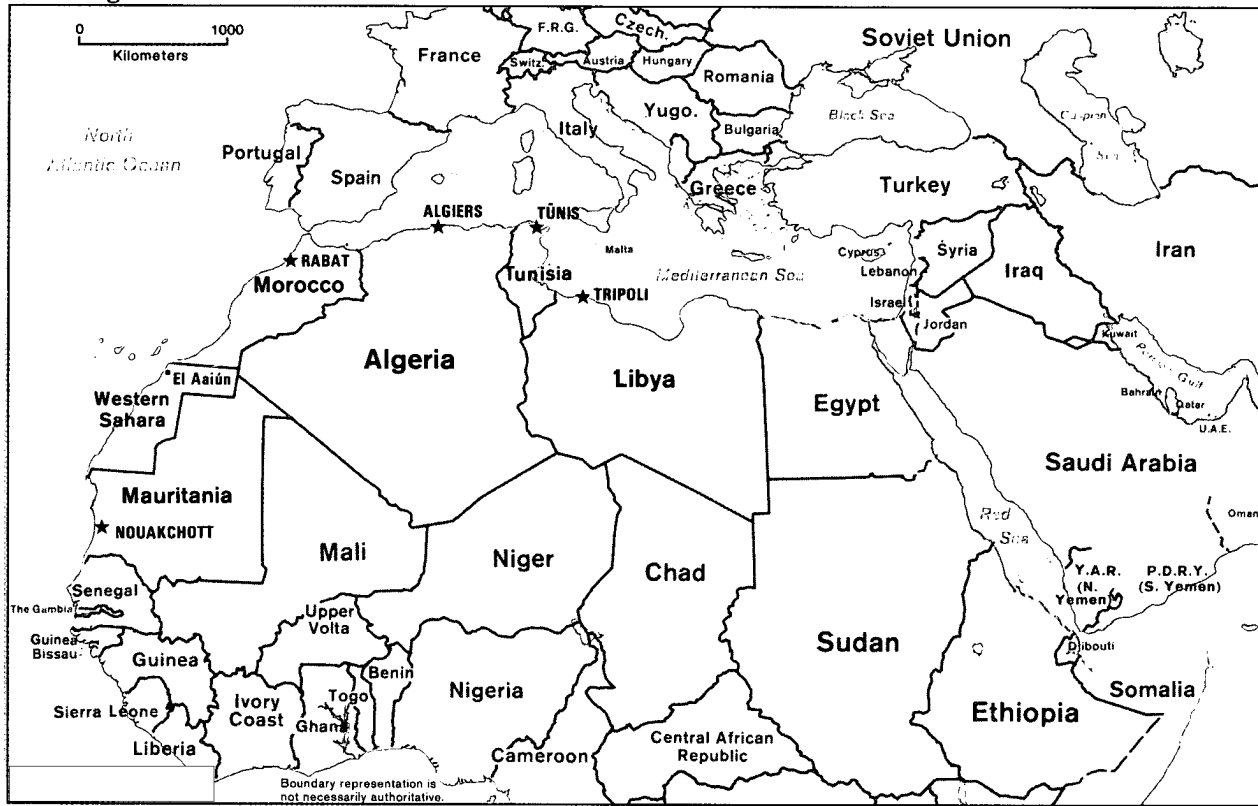 0 1000
Kilometers
F.R.G.
Czech.
Soviet Union
France
Switz.
Austria
Hungary
Romania
Yugo.
Italy
Bulgaria
Black Sea
Caspian
Sea
North
Atlantic Ocean
Portugal
Spain
Greece
Turkey
ALGIERS
TŪNIS
Malta
Cyprus
Syria
Lebanon
Iraq
Iran
RABAT
Morocco
Tunisia
Mediterranean Sea
TRIPOLI
Israel
Jordan
Kuwait
Persian Gulf
Algeria
Libya
Egypt
El Aaiún
Western
Sahara
Bahrain
Qatar
U.A.E.
Saudi Arabia
Mauritania
NOUAKCHOTT
Red
Sea
Oman
Mali
Niger
Chad
Senegal
The Gambia
Y.A.R.
(N.
Yemen)
P.D.R.Y.
(S. Yemen)
Upper
Volta
Sudan
Guinea
Bissau
Guinea
Benin
Djibouti
Nigeria
Togo
Ivory
Coast
Ghana
Somalia
Sierra Leone
Ethiopia
Liberia
Cameroon
Central African
Republic
Boundary representation is
not necessarily authoritative.